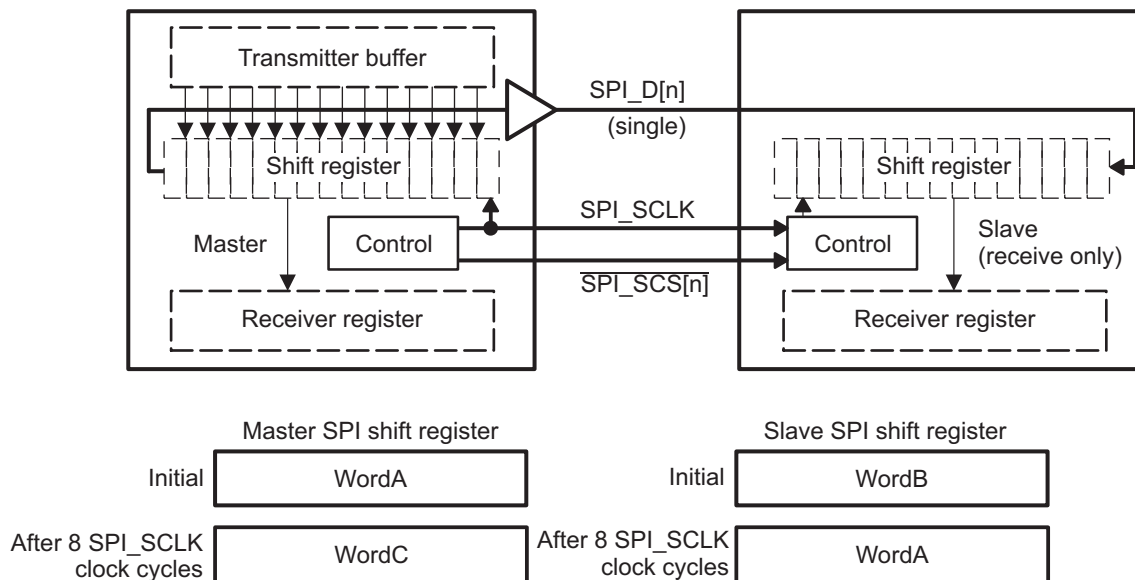 Transmitter buffer
SPI_D[n]
(single)
Shift register
Shift register
SPI_SCLK
Master
Control
Control
Slave
(receive only)
SPI_SCS[n]
Receiver register
Receiver register
Master SPI shift register
Slave SPI shift register
Initial
WordA
Initial
WordB
After 8 SPI_SCLK
clock cycles
WordC
After 8 SPI_SCLK
clock cycles
WordA